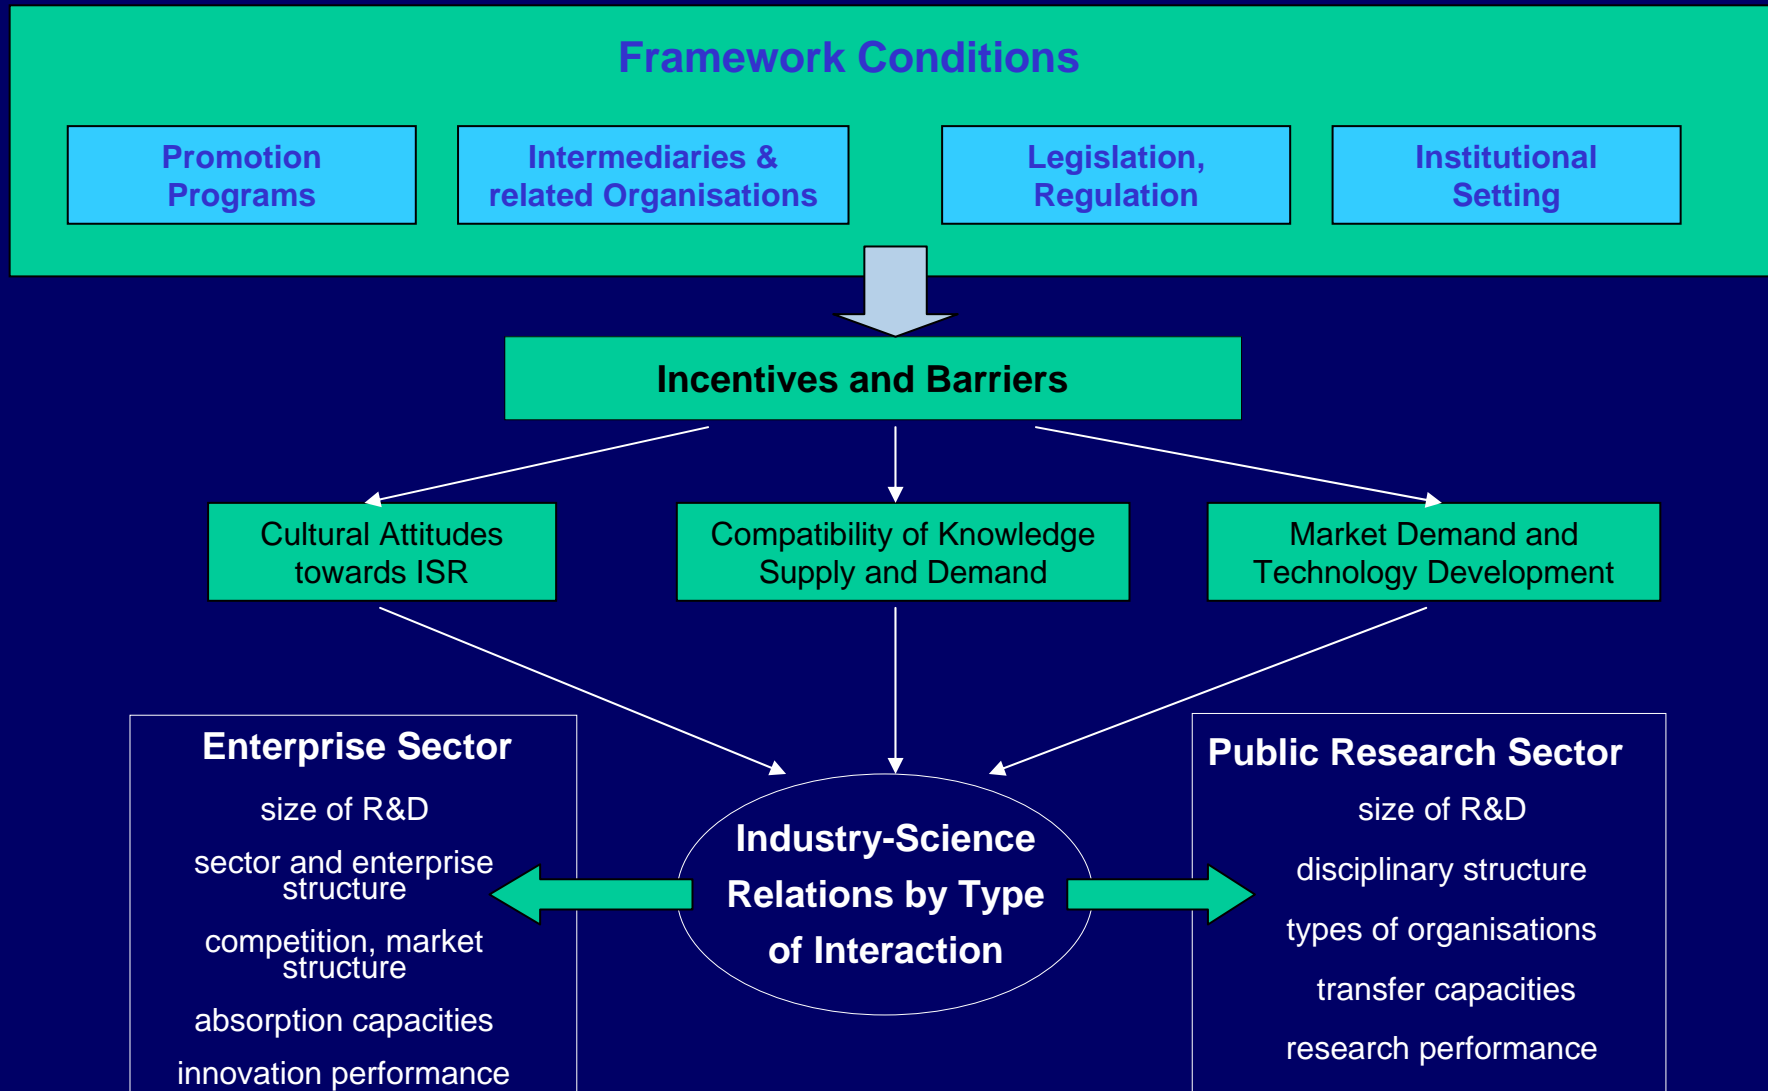 Framework Conditions
Promotion
Programs
Intermediaries &
related Organisations
Legislation,
Regulation
Institutional
Setting
Incentives and Barriers
Cultural Attitudes
towards ISR
Compatibility of Knowledge
Supply and Demand
Market Demand and
Technology Development
Enterprise Sector
size of R&D
sector and enterprise
structure
competition, market
structure
absorption capacities
innovation performance
Industry-Science
Relations by Type
of Interaction
Public Research Sector
size of R&D
disciplinary structure
types of organisations
transfer capacities
research performance